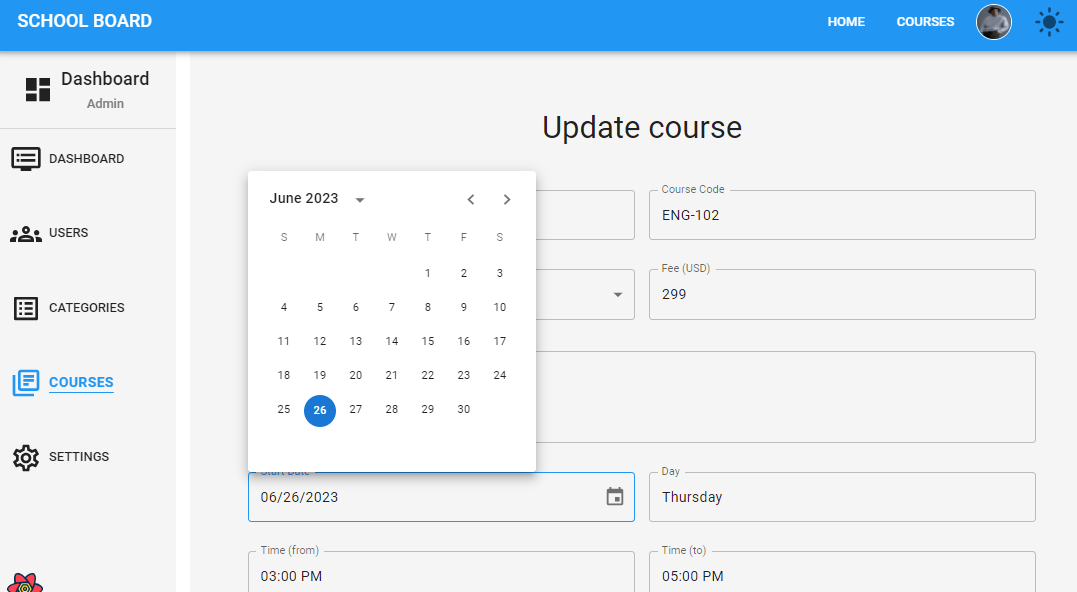 SCHOOL BOARD
HOME
COURSES
Dashboard
Admin
DASHBOARD
USERS
CATEGORIES
COURSES
SETTINGS
Update course
June 2023
S M T W T F S
1 2 3
4 5 6 7 8 9 10
11 12 13 14 15 16 17
18 19 20 21 22 23 24
25 26 27 28 29 30
Course Code
ENG-102
Fee (USD)
299
Start Date
06/26/2023
Day
Thursday
Time (from)
03:00 PM
Time (to)
05:00 PM